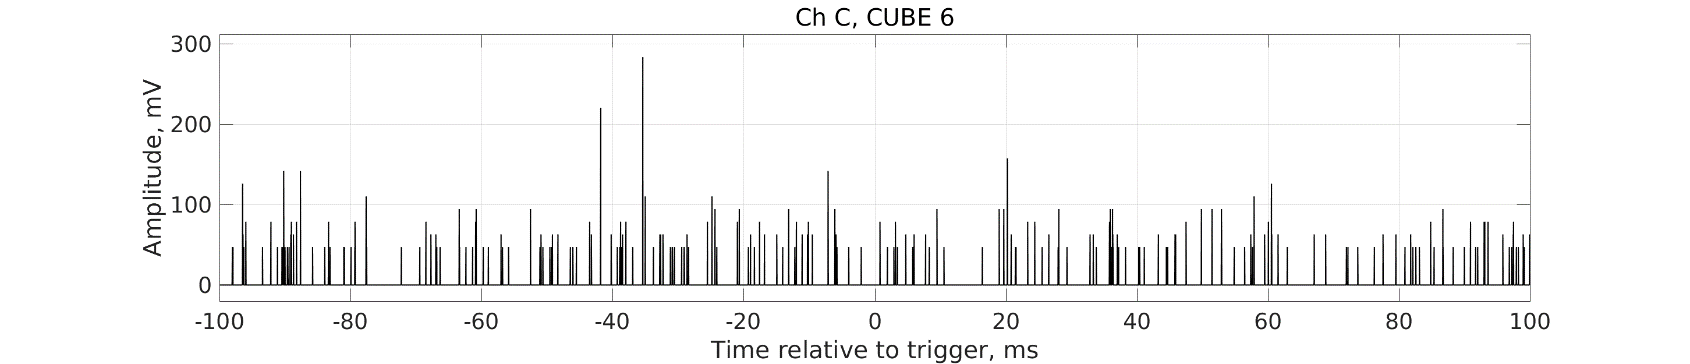 Ch C, CUBE 6
300
200
100
0
Amplitude, mV
-100 -80 -60 -40 -20 0 20 40 60 80 100
Time relative to trigger, ms